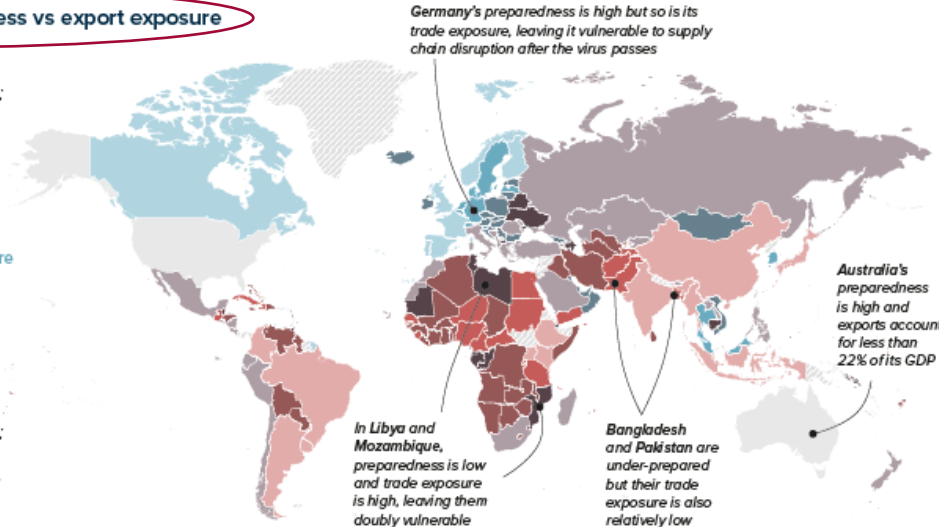 ess vs export exposure
Germany's preparedness is high but so is its
trade exposure, leaving it vulnerable to supply
chain disruption after the virus passes
re
Australia's
preparedness
is high and
exports account
for less than
22% of its GDP
In Libya and
Mozambique,
preparedness is low
and trade exposure
is high, leaving them
doubly vulnerable
Bangladesh
and Pakistan are
under-prepared
but their trade
exposure is also
relatively low